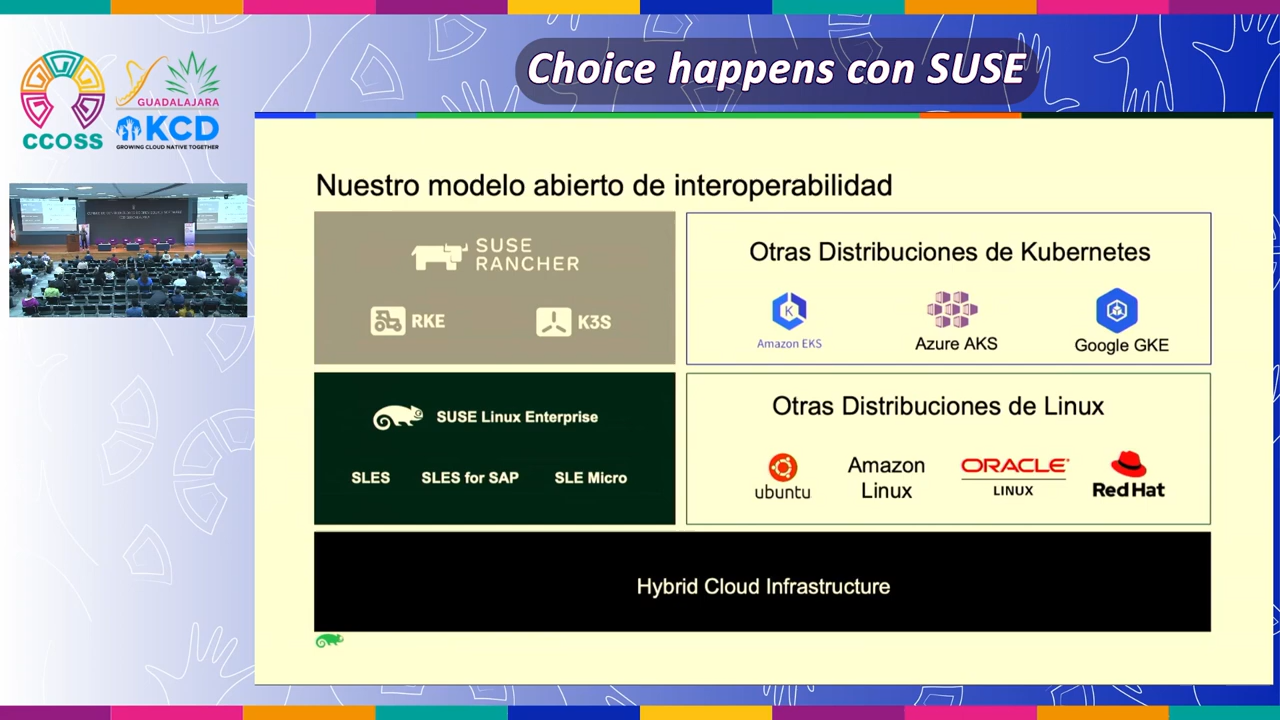 Choice happens con SUSE
CCOSS
GUADALAJARA
KCD
GROWING CLOUD NATIVE TOGETHER
Nuestro modelo abierto de interoperabilidad
SUSE
RANCHER
RKE
K3S
Otras Distribuciones de Kubernetes
K
Amazon EKS
Azure AKS
Google GKE
SUSE Linux Enterprise
SLES
SLES for SAP
SLE Micro
Otras Distribuciones de Linux
ubuntu
Amazon
Linux
ORACLE
LINUX
Red Hat
Hybrid Cloud Infrastructure